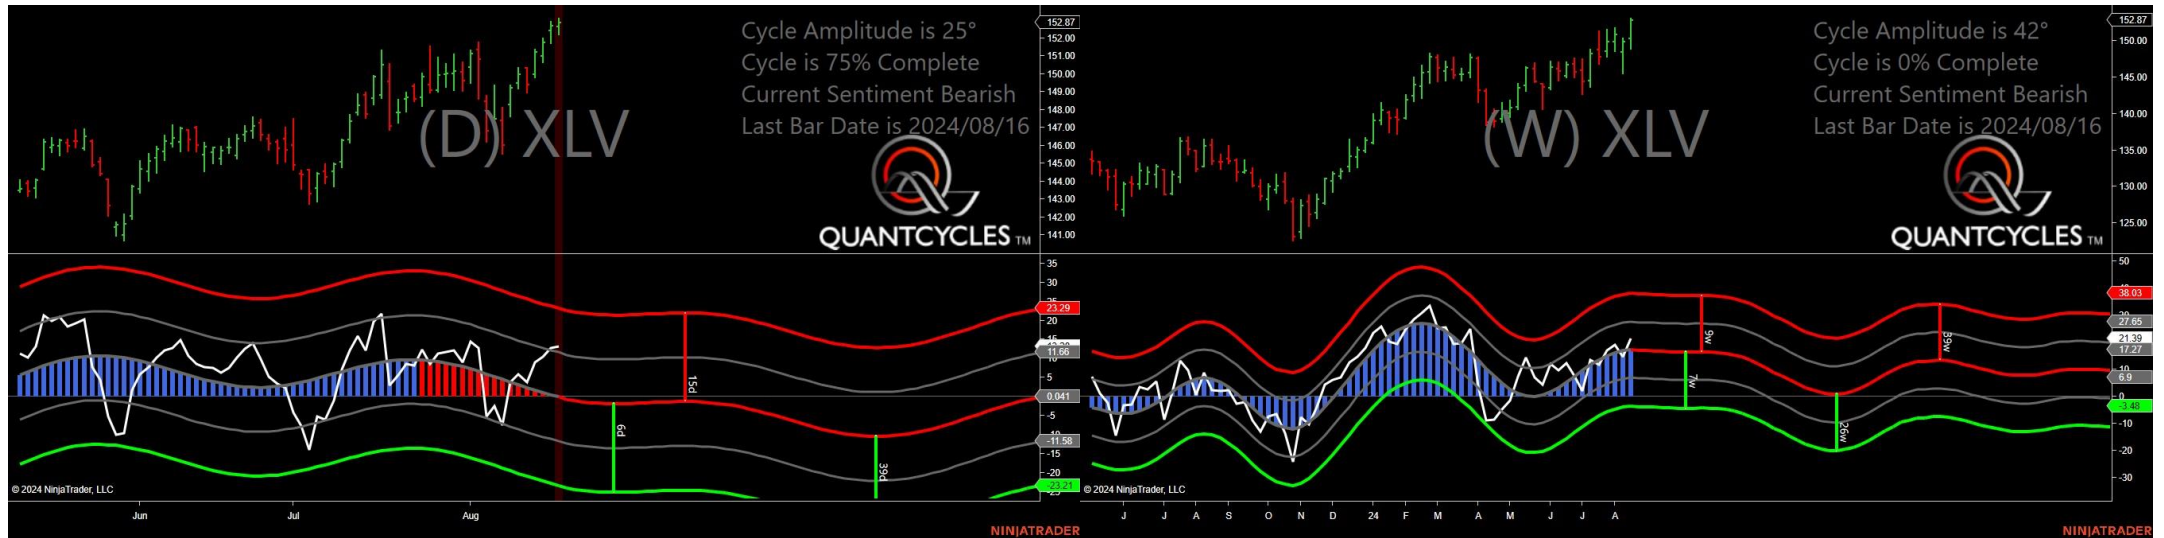 Cycle Amplitude is 25°
Cycle is 75% Complete
Current Sentiment Bearish
Last Bar Date is 2024/08/16
(D) XLV
QUANTCYCLES TM
152.87
152.00
151.00
150.00
149.00
148.00
147.00
146.00
145.00
144.00
143.00
142.00
141.00
35
30
23.29
20
11.66
5
0.041
-5
-11.58
-15
-20
-23.21
15d
6d
39d
© 2024 NinjaTrader, LLC
Jun
Jul
Aug
NINJATRADER
Cycle Amplitude is 42°
Cycle is 0% Complete
Current Sentiment Bearish
Last Bar Date is 2024/08/16
(W) XLV
QUANTCYCLES TM
152.87
150.00
145.00
140.00
135.00
130.00
125.00
50
38.03
27.65
21.39
17.27
10
6.9
0
-3.48
-10
-20
-30
9w
7w
89w
26w
© 2024 NinjaTrader, LLC
J J A S O N D 24 F M A M J J A
NINJATRADER